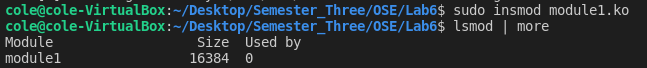 cole@cole-VirtualBox:~/Desktop/Semester_Three/OSE/Lab6$ sudo insmod module1.ko
cole@cole-VirtualBox:~/Desktop/Semester_Three/OSE/Lab6$ lsmod | more
Module                  Size  Used by
module1                16384  0